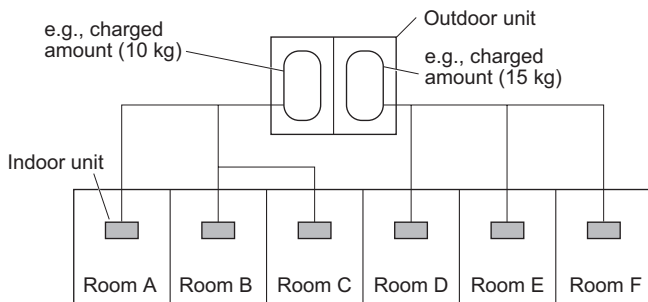 e.g., charged
amount (10 kg)
Outdoor unit
e.g., charged
amount (15 kg)
Indoor unit
Room A
Room B
Room C
Room D
Room E
Room F